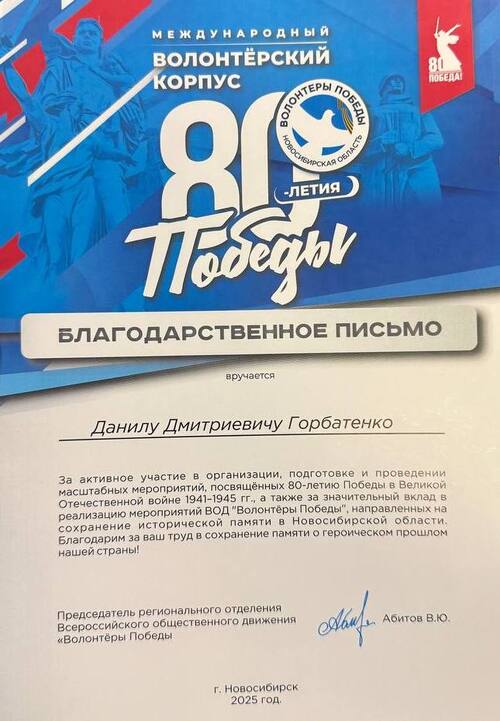 МЕЖДУНАРОДНЫЙ
ВОЛОНТЁРСКИЙ
КОРПУС
80
-ЛЕТИЯ
Победы
ВОЛОНТЕРЫ ПОБЕДЫ
НОВОСИБИРСКАЯ ОБЛАСТЬ
80
ПОБЕДА!
БЛАГОДАРСТВЕННОЕ ПИСЬМО
вручается
Данилу Дмитриевичу Горбатенко
За активное участие в организации, подготовке и проведении
масштабных мероприятий, посвящённых 80-летию Победы в Великой
Отечественной войне 1941–1945 гг., а также за значительный вклад в
реализацию мероприятий ВОД "Волонтёры Победы", направленных на
сохранение исторической памяти в Новосибирской области.
Благодарим за ваш труд в сохранение памяти о героическом прошлом
нашей страны!
Председатель регионального отделения
Всероссийского общественного движения
«Волонтёры Победы
Абитов В.Ю.
г. Новосибирск
2025 год.